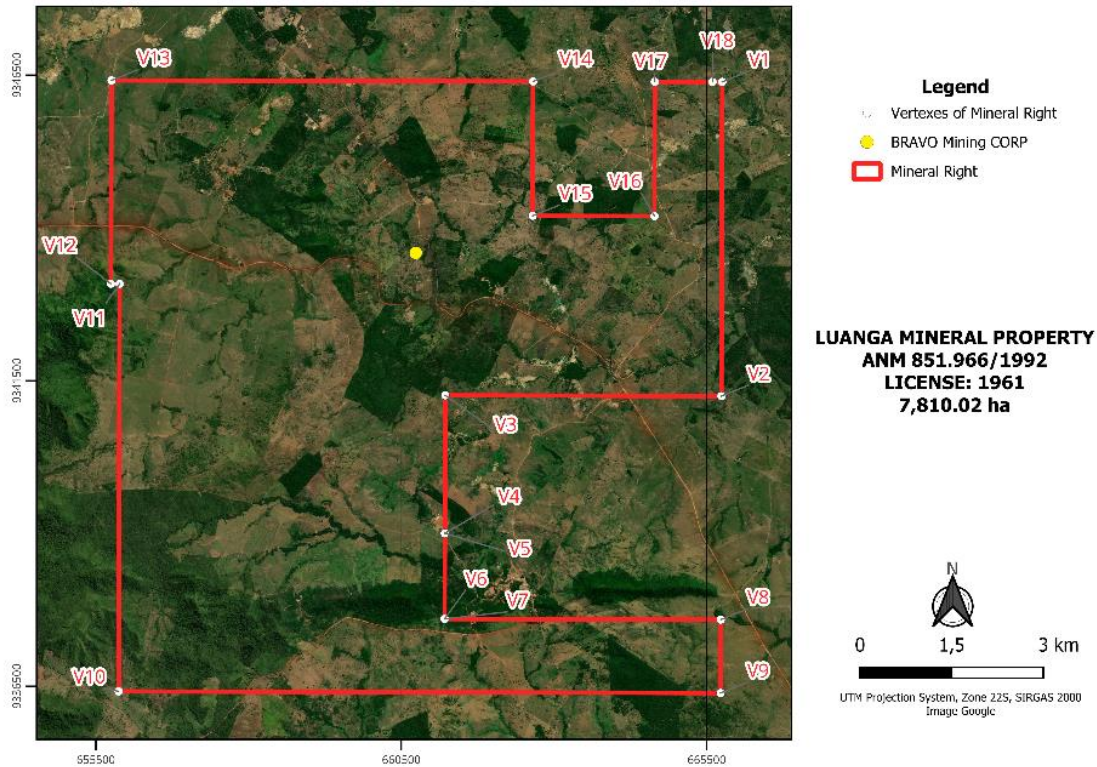 V18
V13
V14
V17
V1
9346500
V15
V16
V12
V11
9341500
V2
V3
V4
V5
V6
V7
V8
V10
V9
9336500
655500
660500
665500
Legend
Vertexes of Mineral Right
BRAVO Mining CORP
Mineral Right
LUANGA MINERAL PROPERTY
ANM 851.966/1992
LICENSE: 1961
7,810.02 ha
N
0 1,5 3 km
UTM Projection System, Zone 22S, SIRGAS 2000
Image Google